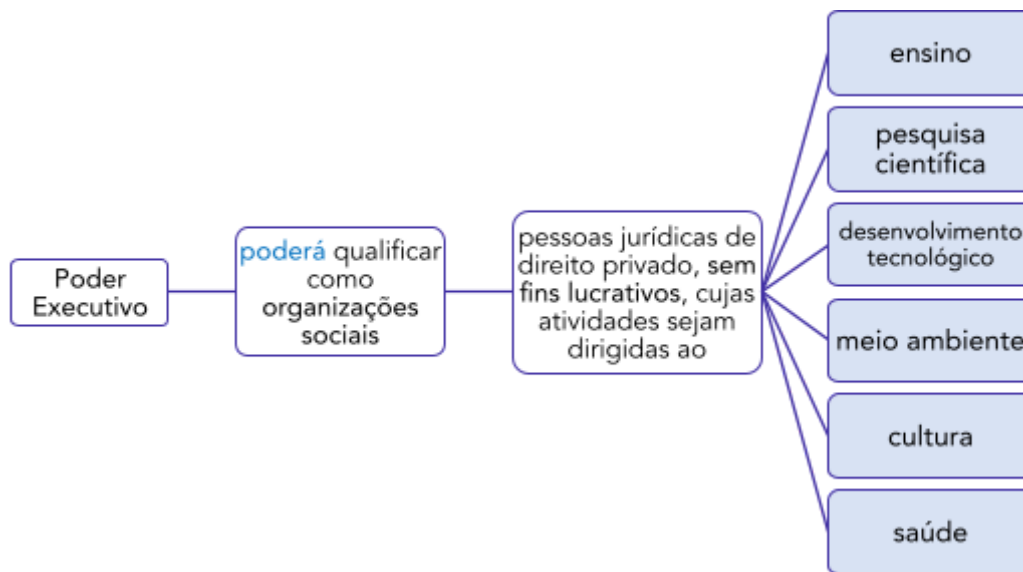 Poder
Executivo
poderá qualificar
como
organizações
sociais
pessoas jurídicas de
direito privado, sem
fins lucrativos, cujas
atividades sejam
dirigidas ao
ensino
pesquisa
científica
desenvolvimento
tecnológico
meio ambiente
cultura
saúde